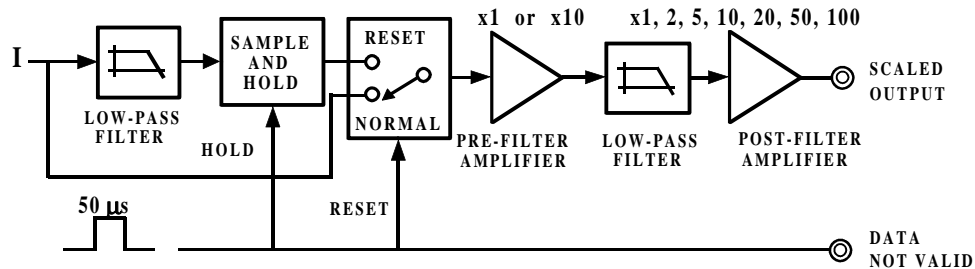 x1 or x10
x1, 2, 5, 10, 20, 50, 100
I
SAMPLE
AND
HOLD
RESET
NORMAL
SCALED
OUTPUT
LOW-PASS
FILTER
HOLD
PRE-FILTER
AMPLIFIER
LOW-PASS
FILTER
POST-FILTER
AMPLIFIER
50 µs
RESET
DATA
NOT VALID